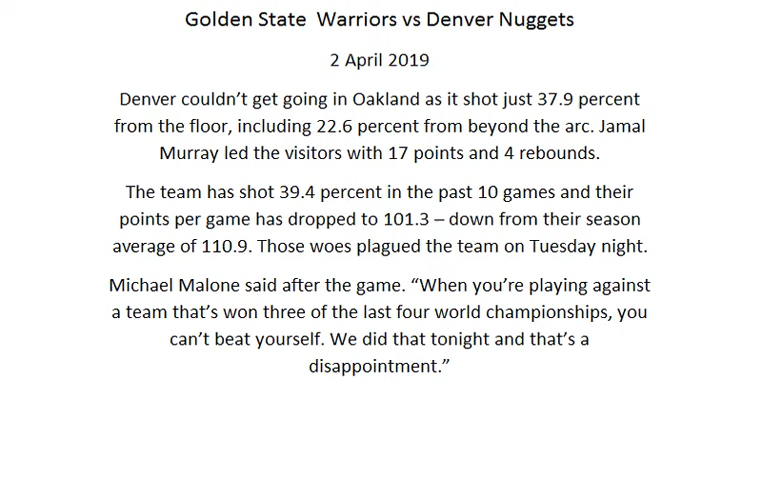 Golden State  Warriors vs Denver Nuggets
2 April 2019
Denver couldn’t get going in Oakland as it shot just 37.9 percent
from the floor, including 22.6 percent from beyond the arc. Jamal
Murray led the visitors with 17 points and 4 rebounds.
The team has shot 39.4 percent in the past 10 games and their
points per game has dropped to 101.3 – down from their season
average of 110.9. Those woes plagued the team on Tuesday night.
Michael Malone said after the game. “When you’re playing against
a team that’s won three of the last four world championships, you
can’t beat yourself. We did that tonight and that’s a
disappointment.”